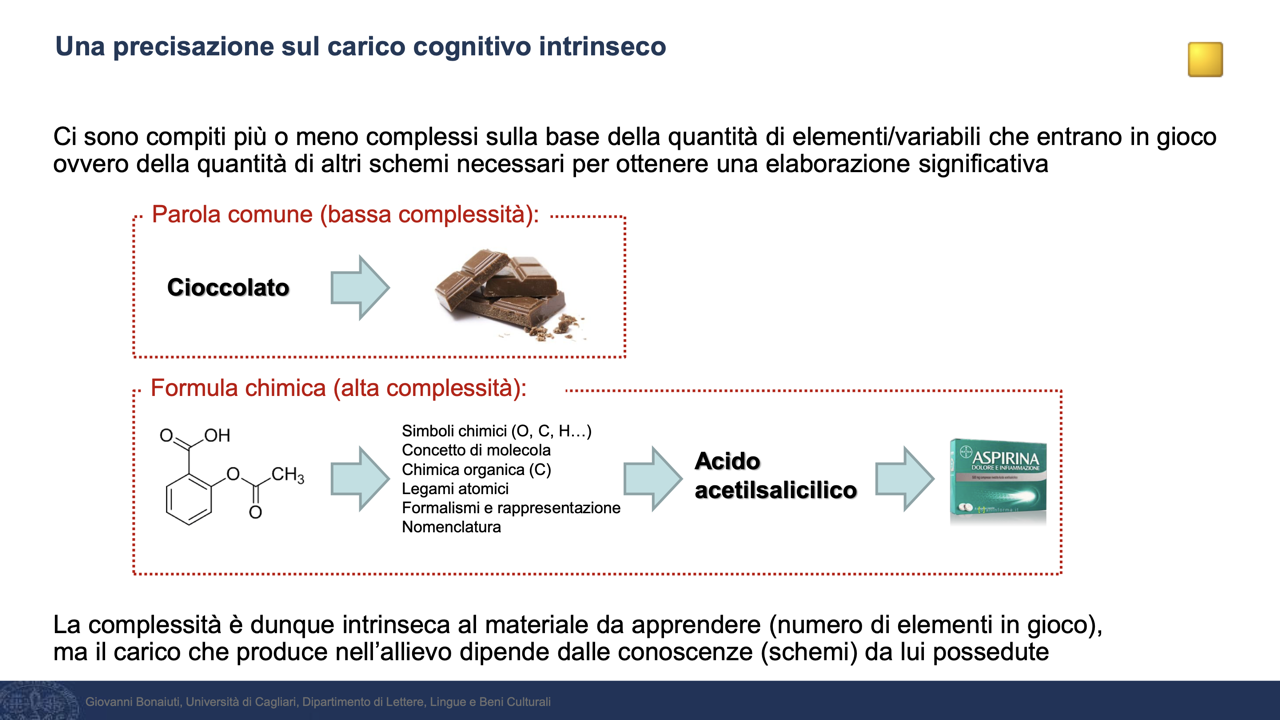 Una precisazione sul carico cognitivo intrinseco
Ci sono compiti più o meno complessi sulla base della quantità di elementi/variabili che entrano in gioco
ovvero della quantità di altri schemi necessari per ottenere una elaborazione significativa
Parola comune (bassa complessità):
Cioccolato
Formula chimica (alta complessità):
O
OH
O
CH3
O
Simboli chimici (O, C, H…)
Concetto di molecola
Chimica organica (C)
Legami atomici
Formalismi e rappresentazione
Nomenclatura
Acido
acetilsalicilico
ASPIRINA
DOLORE E INFIAMMAZIONE
La complessità è dunque intrinseca al materiale da apprendere (numero di elementi in gioco),
ma il carico che produce nell’allievo dipende dalle conoscenze (schemi) da lui possedute
Giovanni Bonaiuti, Università di Cagliari, Dipartimento di Lettere, Lingue e Beni Culturali